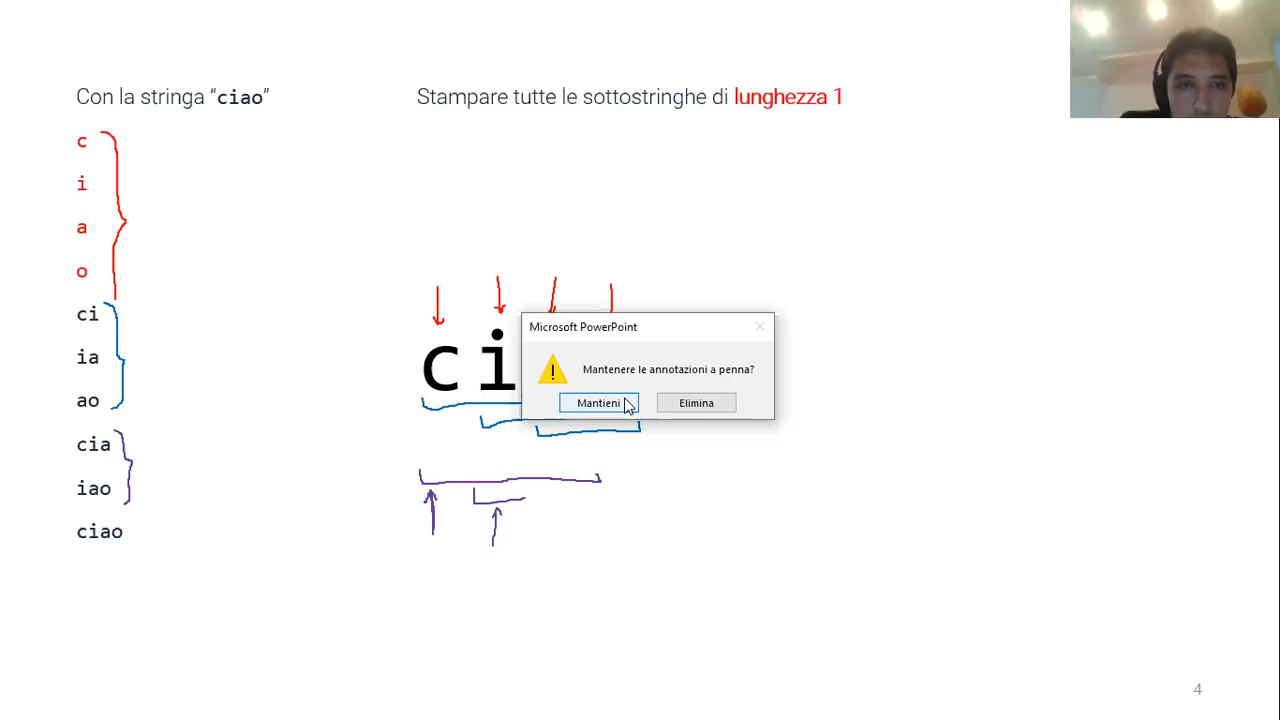 Con la stringa “ciao”
c
i
a
o
ci
ia
ao
cia
iao
ciao
Stampare tutte le sottostringhe di lunghezza 1
ci
Microsoft PowerPoint
Mantenere le annotazioni a penna?
Mantieni
Elimina
4